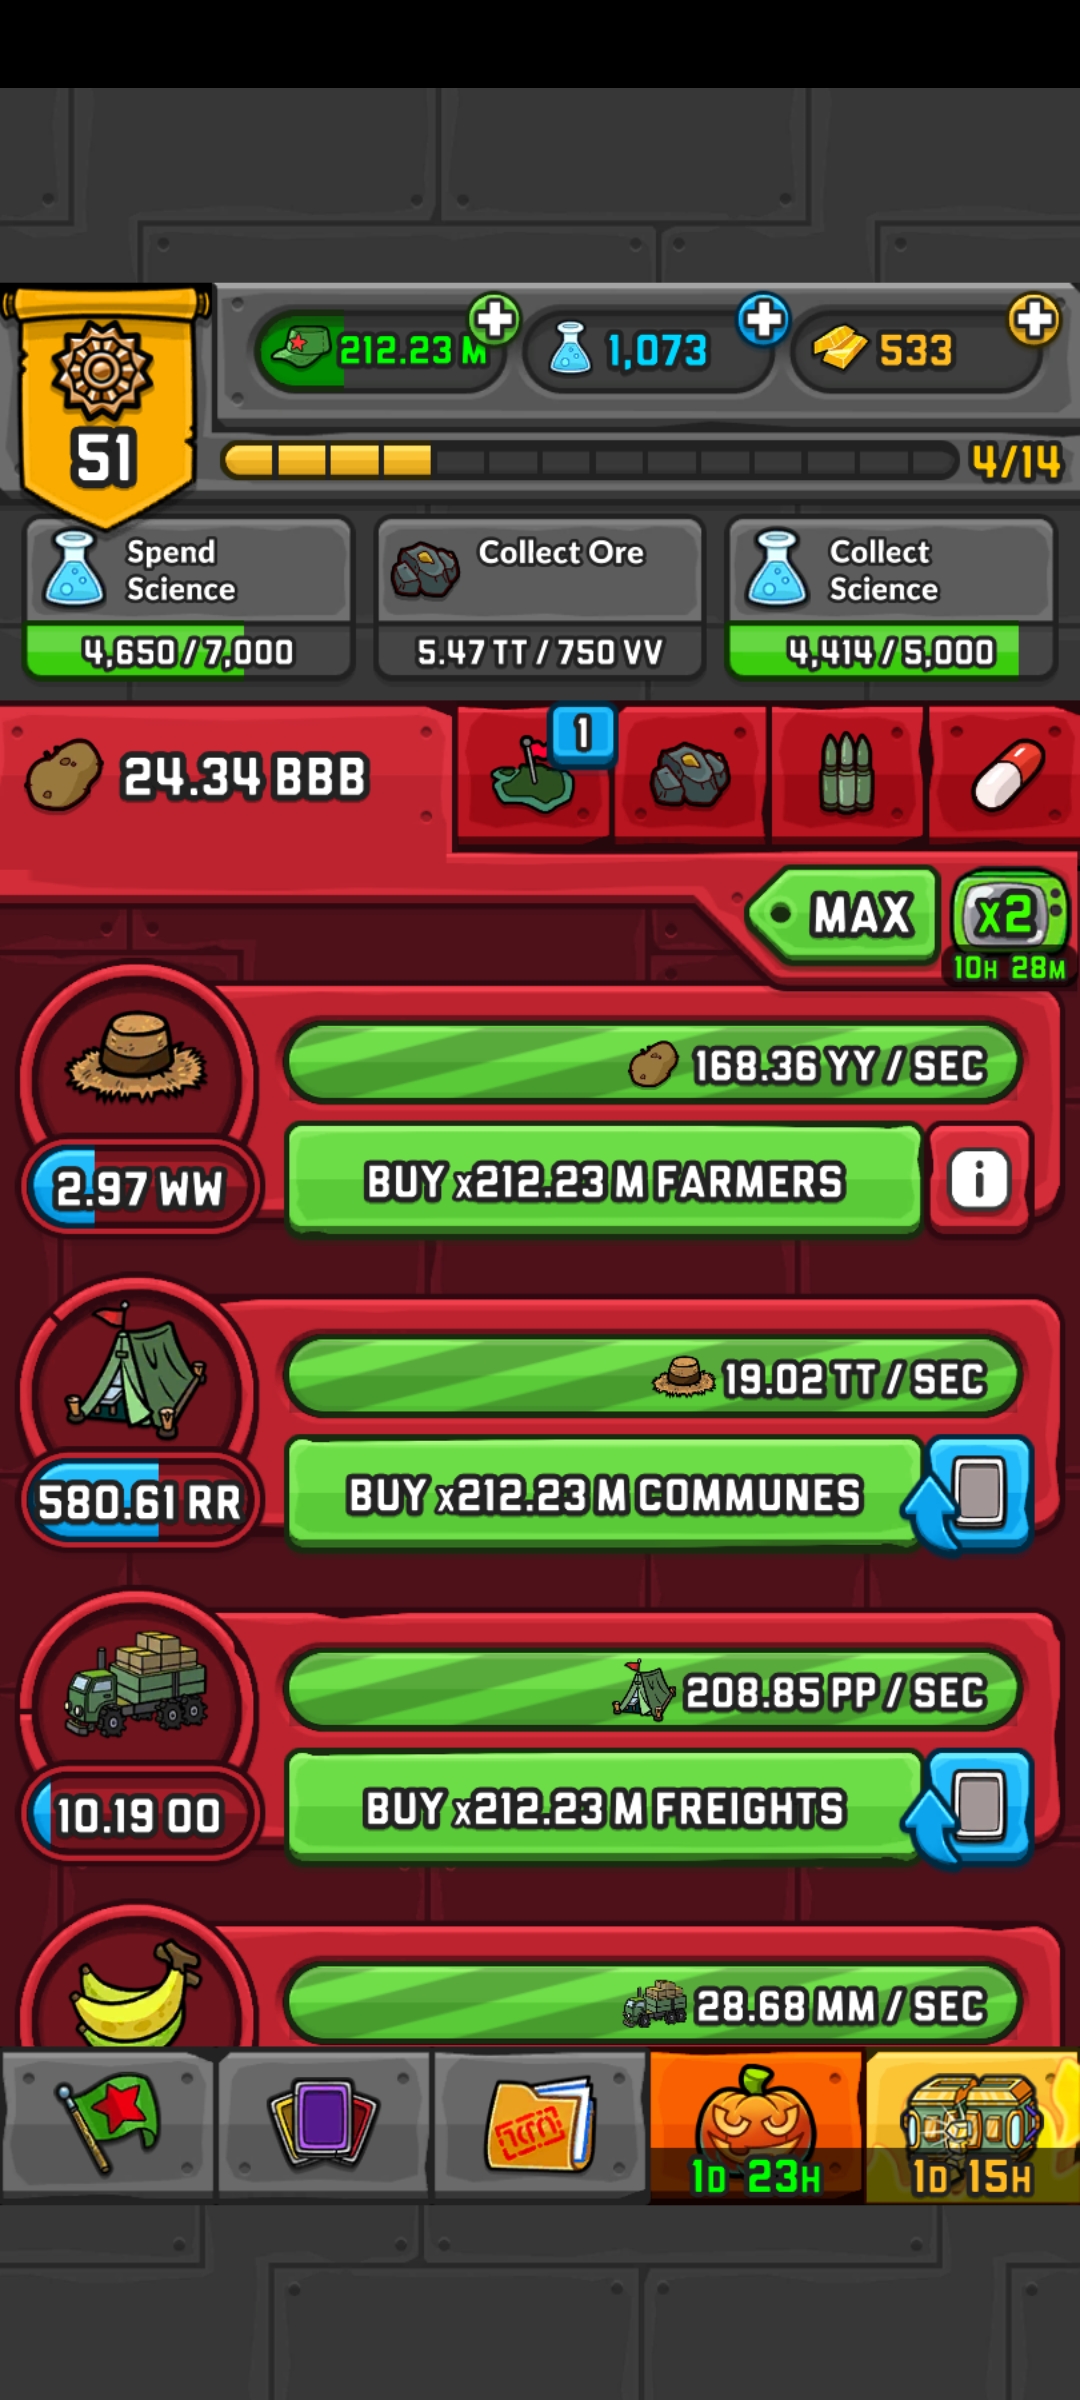 212.23 M
1,073
533
51
4/14
Spend
Science
4,650/7,000
Collect Ore
5.47 TT/750 VV
Collect
Science
4,414/5,000
24.34 BBB
1
MAX
x2
10H 28M
168.36 YY/SEC
2.97 WW
BUY x212.23 M FARMERS
i
19.02 TT/SEC
580.61 RR
BUY x212.23 M COMMUNES
208.85 PP/SEC
10.19 OO
BUY x212.23 M FREIGHTS
28.68 MM/SEC
1D 23H
1D 15H